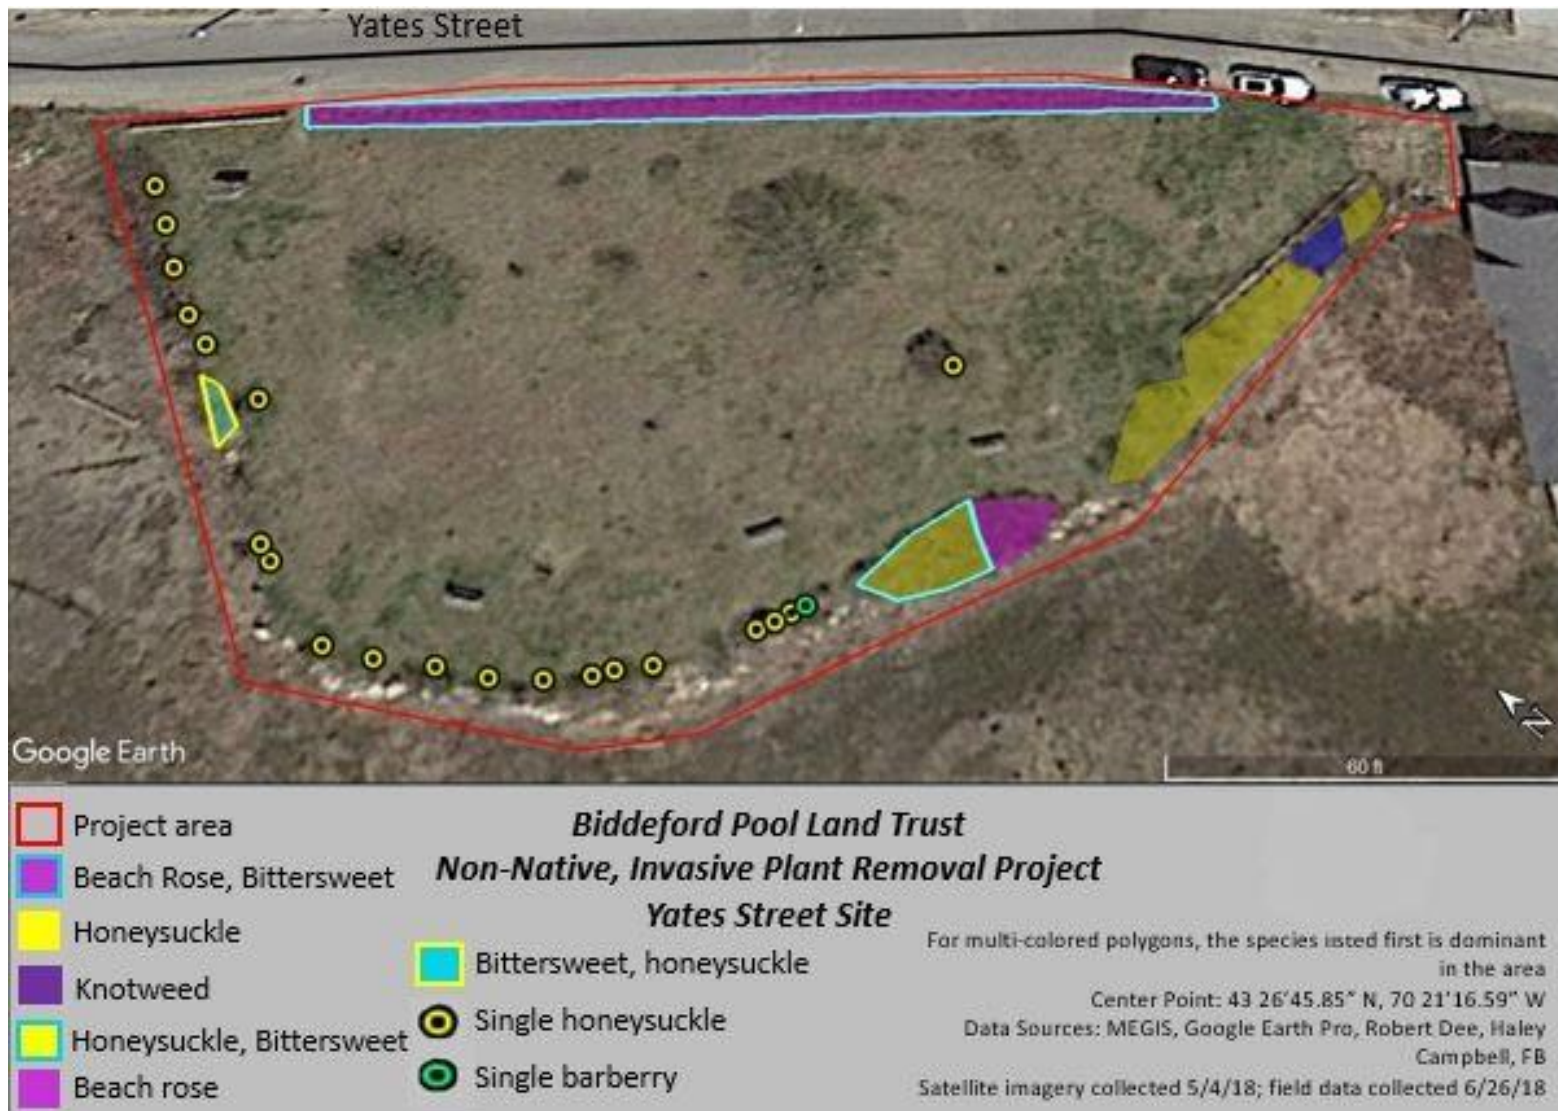 Yates Street
N
Google Earth
60 ft
Project area
Beach Rose, Bittersweet
Honeysuckle
Knotweed
Honeysuckle, Bittersweet
Beach rose
Biddeford Pool Land Trust
Non-Native, Invasive Plant Removal Project
Yates Street Site
Bittersweet, honeysuckle
Single honeysuckle
Single barberry
For multi-colored polygons, the species listed first is dominant
in the area
Center Point: 43 26'45.85" N, 70 21'16.59" W
Data Sources: MEGIS, Google Earth Pro, Robert Dee, Haley
Campbell, FB
Satellite imagery collected 5/4/18; field data collected 6/26/18